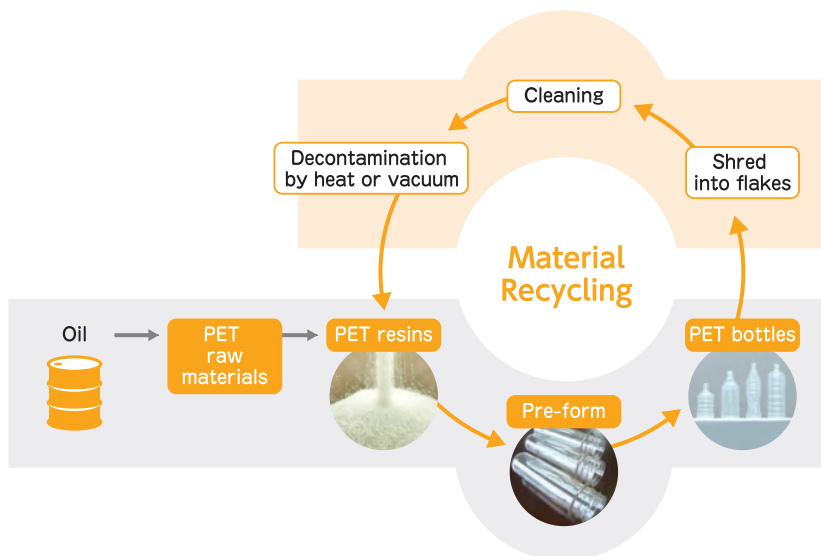 Cleaning
Decontamination
by heat or vacuum
Shred
into flakes
Material
Recycling
Oil
PET
raw
materials
PET resins
PET bottles
Pre-form